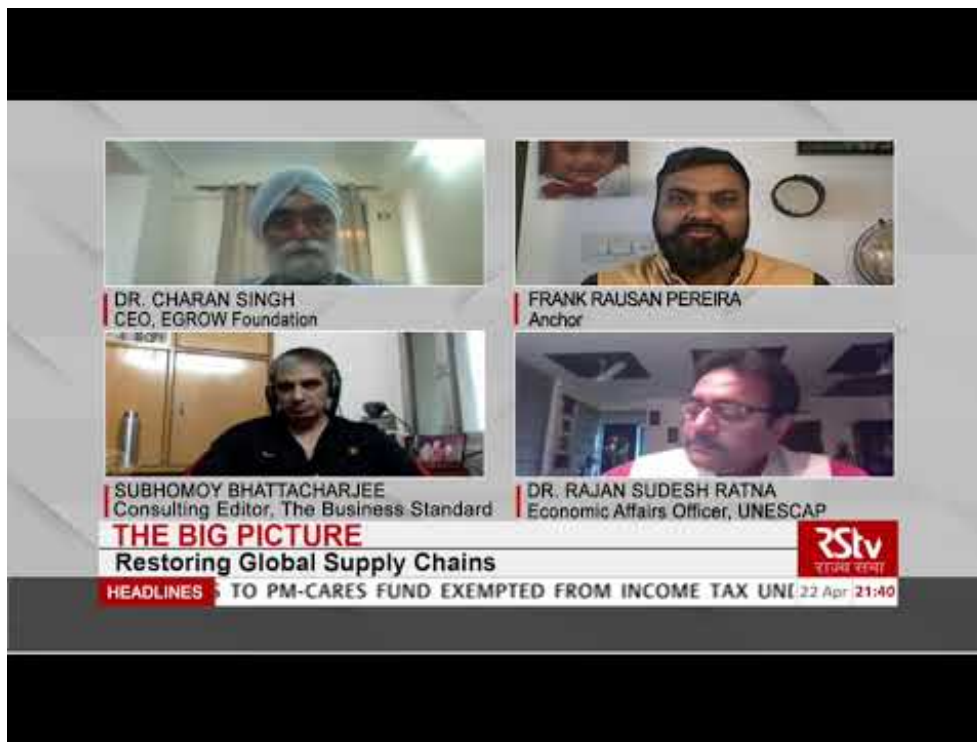 DR. CHARAN SINGH
CEO, EGROW Foundation
FRANK RAUSAN PEREIRA
Anchor
SUBHOMOY BHATTACHARJEE
Consulting Editor, The Business Standard
DR. RAJAN SUDESH RATNA
Economic Affairs Officer, UNESCAP
THE BIG PICTURE
Restoring Global Supply Chains
RStv
राज्य सभा
HEADLINES
S TO PM-CARES FUND EXEMPTED FROM INCOME TAX UND
22 Apr 21:40